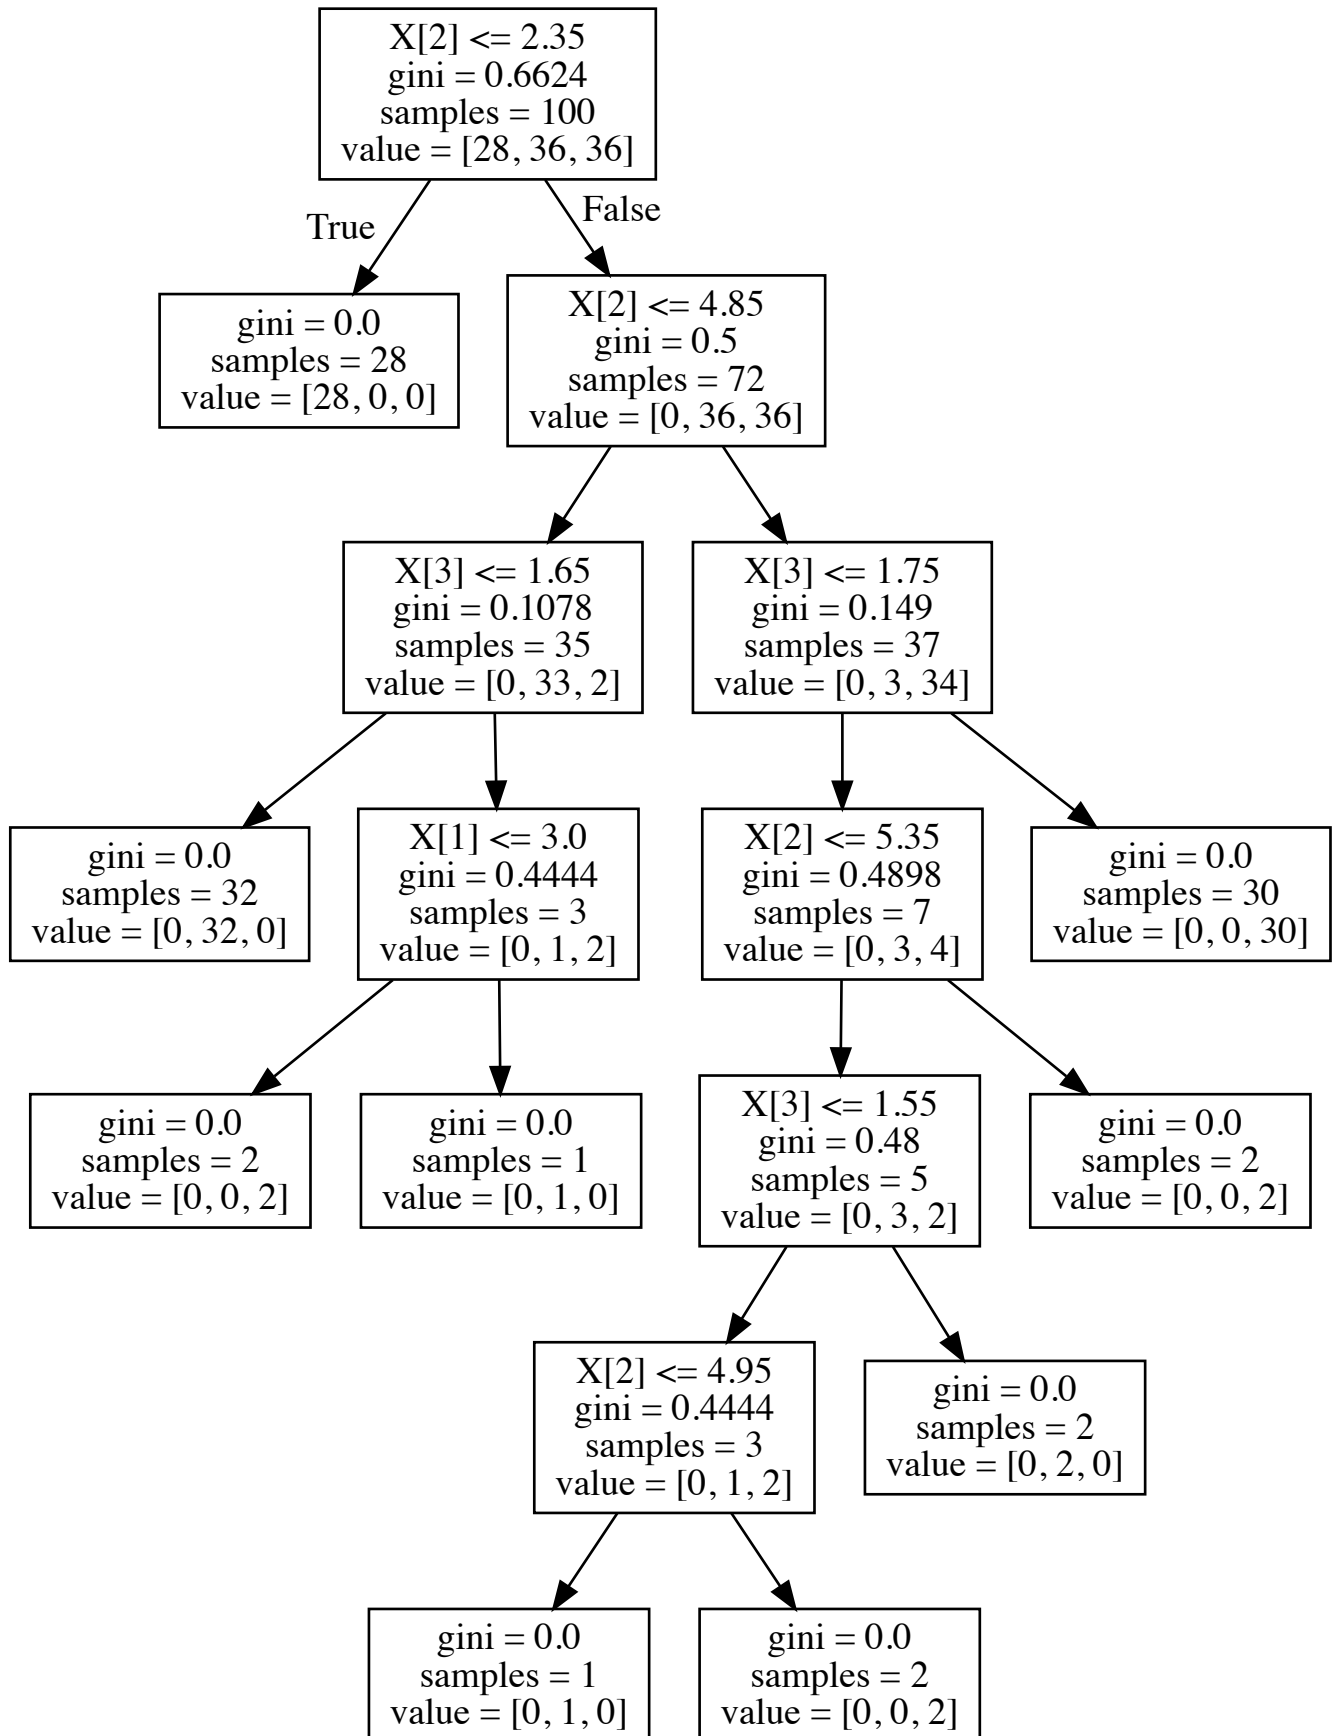 X[2] <= 2.35
gini = 0.6624
samples = 100
value = [28, 36, 36]
True
False
gini = 0.0
samples = 28
value = [28, 0, 0]
X[2] <= 4.85
gini = 0.5
samples = 72
value = [0, 36, 36]
X[3] <= 1.65
gini = 0.1078
samples = 35
value = [0, 33, 2]
X[3] <= 1.75
gini = 0.149
samples = 37
value = [0, 3, 34]
gini = 0.0
samples = 32
value = [0, 32, 0]
X[1] <= 3.0
gini = 0.4444
samples = 3
value = [0, 1, 2]
X[2] <= 5.35
gini = 0.4898
samples = 7
value = [0, 3, 4]
gini = 0.0
samples = 30
value = [0, 0, 30]
gini = 0.0
samples = 2
value = [0, 0, 2]
gini = 0.0
samples = 1
value = [0, 1, 0]
X[3] <= 1.55
gini = 0.48
samples = 5
value = [0, 3, 2]
gini = 0.0
samples = 2
value = [0, 0, 2]
X[2] <= 4.95
gini = 0.4444
samples = 3
value = [0, 1, 2]
gini = 0.0
samples = 2
value = [0, 2, 0]
gini = 0.0
samples = 1
value = [0, 1, 0]
gini = 0.0
samples = 2
value = [0, 0, 2]